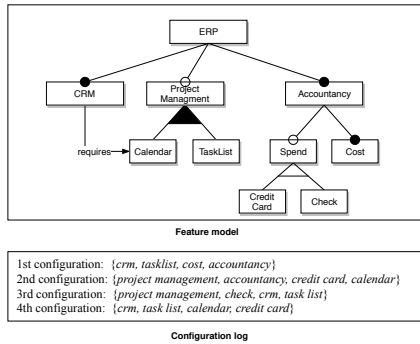 ERP
CRM
Project
Managment
Accountancy
requires
Calendar
TaskList
Spend
Cost
Credit
Card
Check
Feature model
1st configuration: {crm, tasklist, cost, accountancy}
2nd configuration: {project management, accountancy, credit card, calendar}
3rd configuration: {project management, check, crm, task list}
4th configuration: {crm, task list, calendar, credit card}
Configuration log